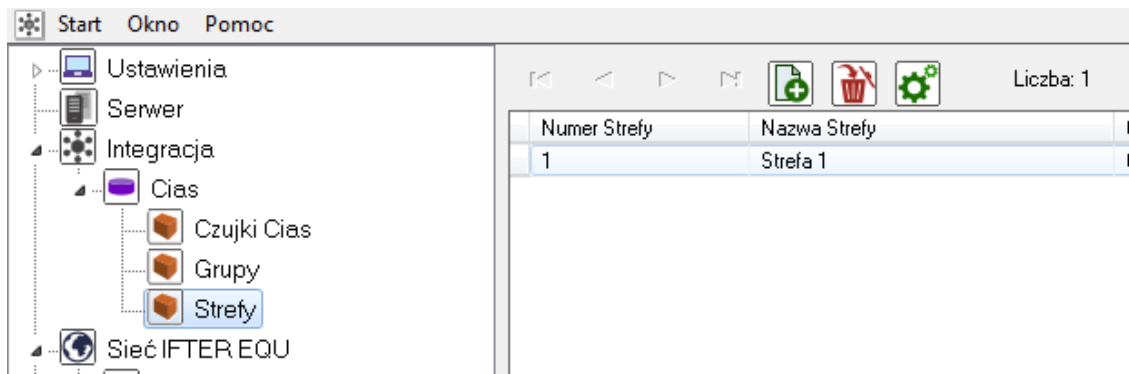 Start Okno Pomoc
Ustawienia
Serwer
Integracja
Cias
Czujki Cias
Grupy
Strefy
Sieć IFTER EQU
Liczba: 1
Numer Strefy Nazwa Strefy
1 Strefa 1